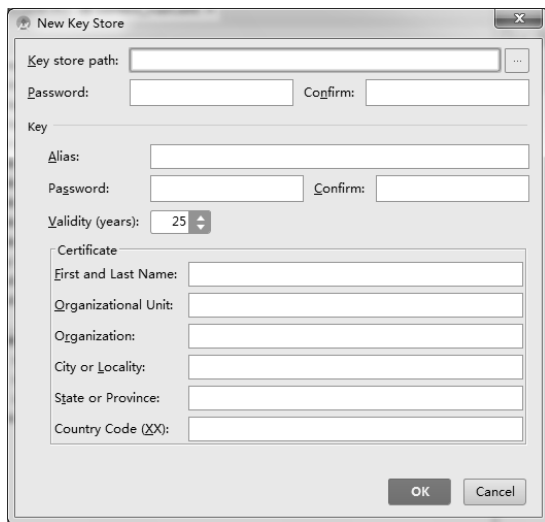 New Key Store
Key store path: ...
Password: Confirm:
Key
Alias:
Password: Confirm:
Validity (years): 25
Certificate
First and Last Name:
Organizational Unit:
Organization:
City or Locality:
State or Province:
Country Code (XX):
OK Cancel